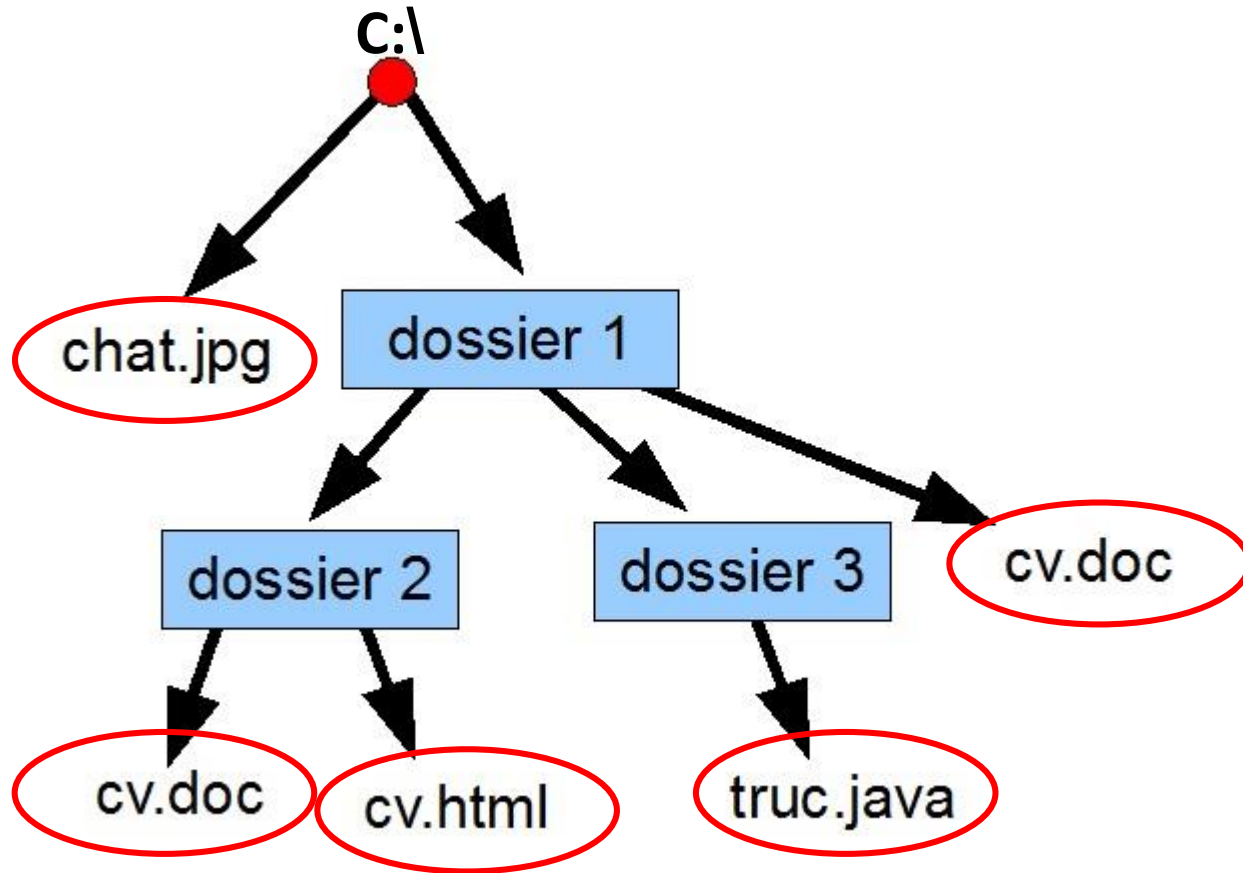 C:\
chat.jpg
dossier 1
dossier 2
dossier 3
cv.doc
cv.doc
cv.html
truc.java